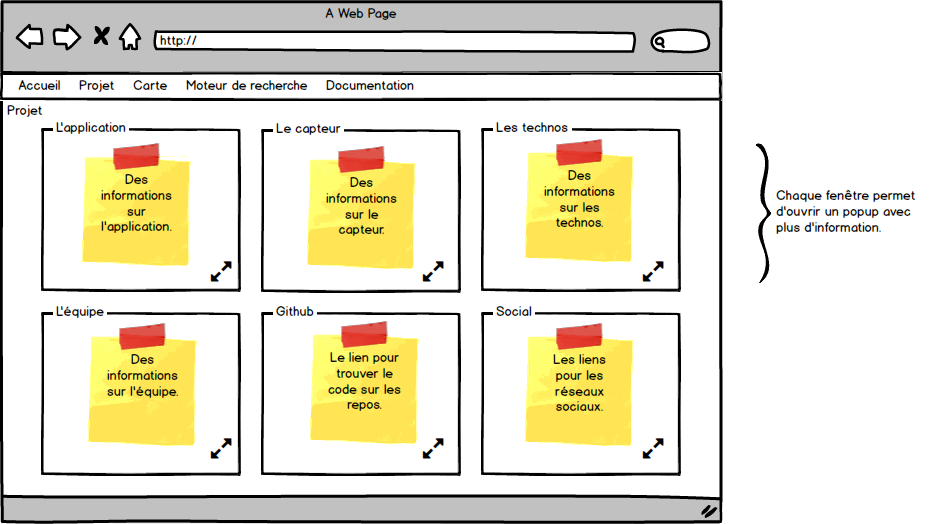 A Web Page
http://
Accueil Projet Carte Moteur de recherche Documentation
Projet
L'application
Des
informations
sur
l'application.
Le capteur
Des
informations
sur le
capteur.
Les technos
Des
informations
sur les
technos.
Chaque fenêtre permet
d'ouvrir un popup avec
plus d'information.
L'équipe
Des
informations
sur l'équipe.
Github
Le lien pour
trouver le
code sur les
repos.
Social
Les liens
pour les
réseaux
sociaux.